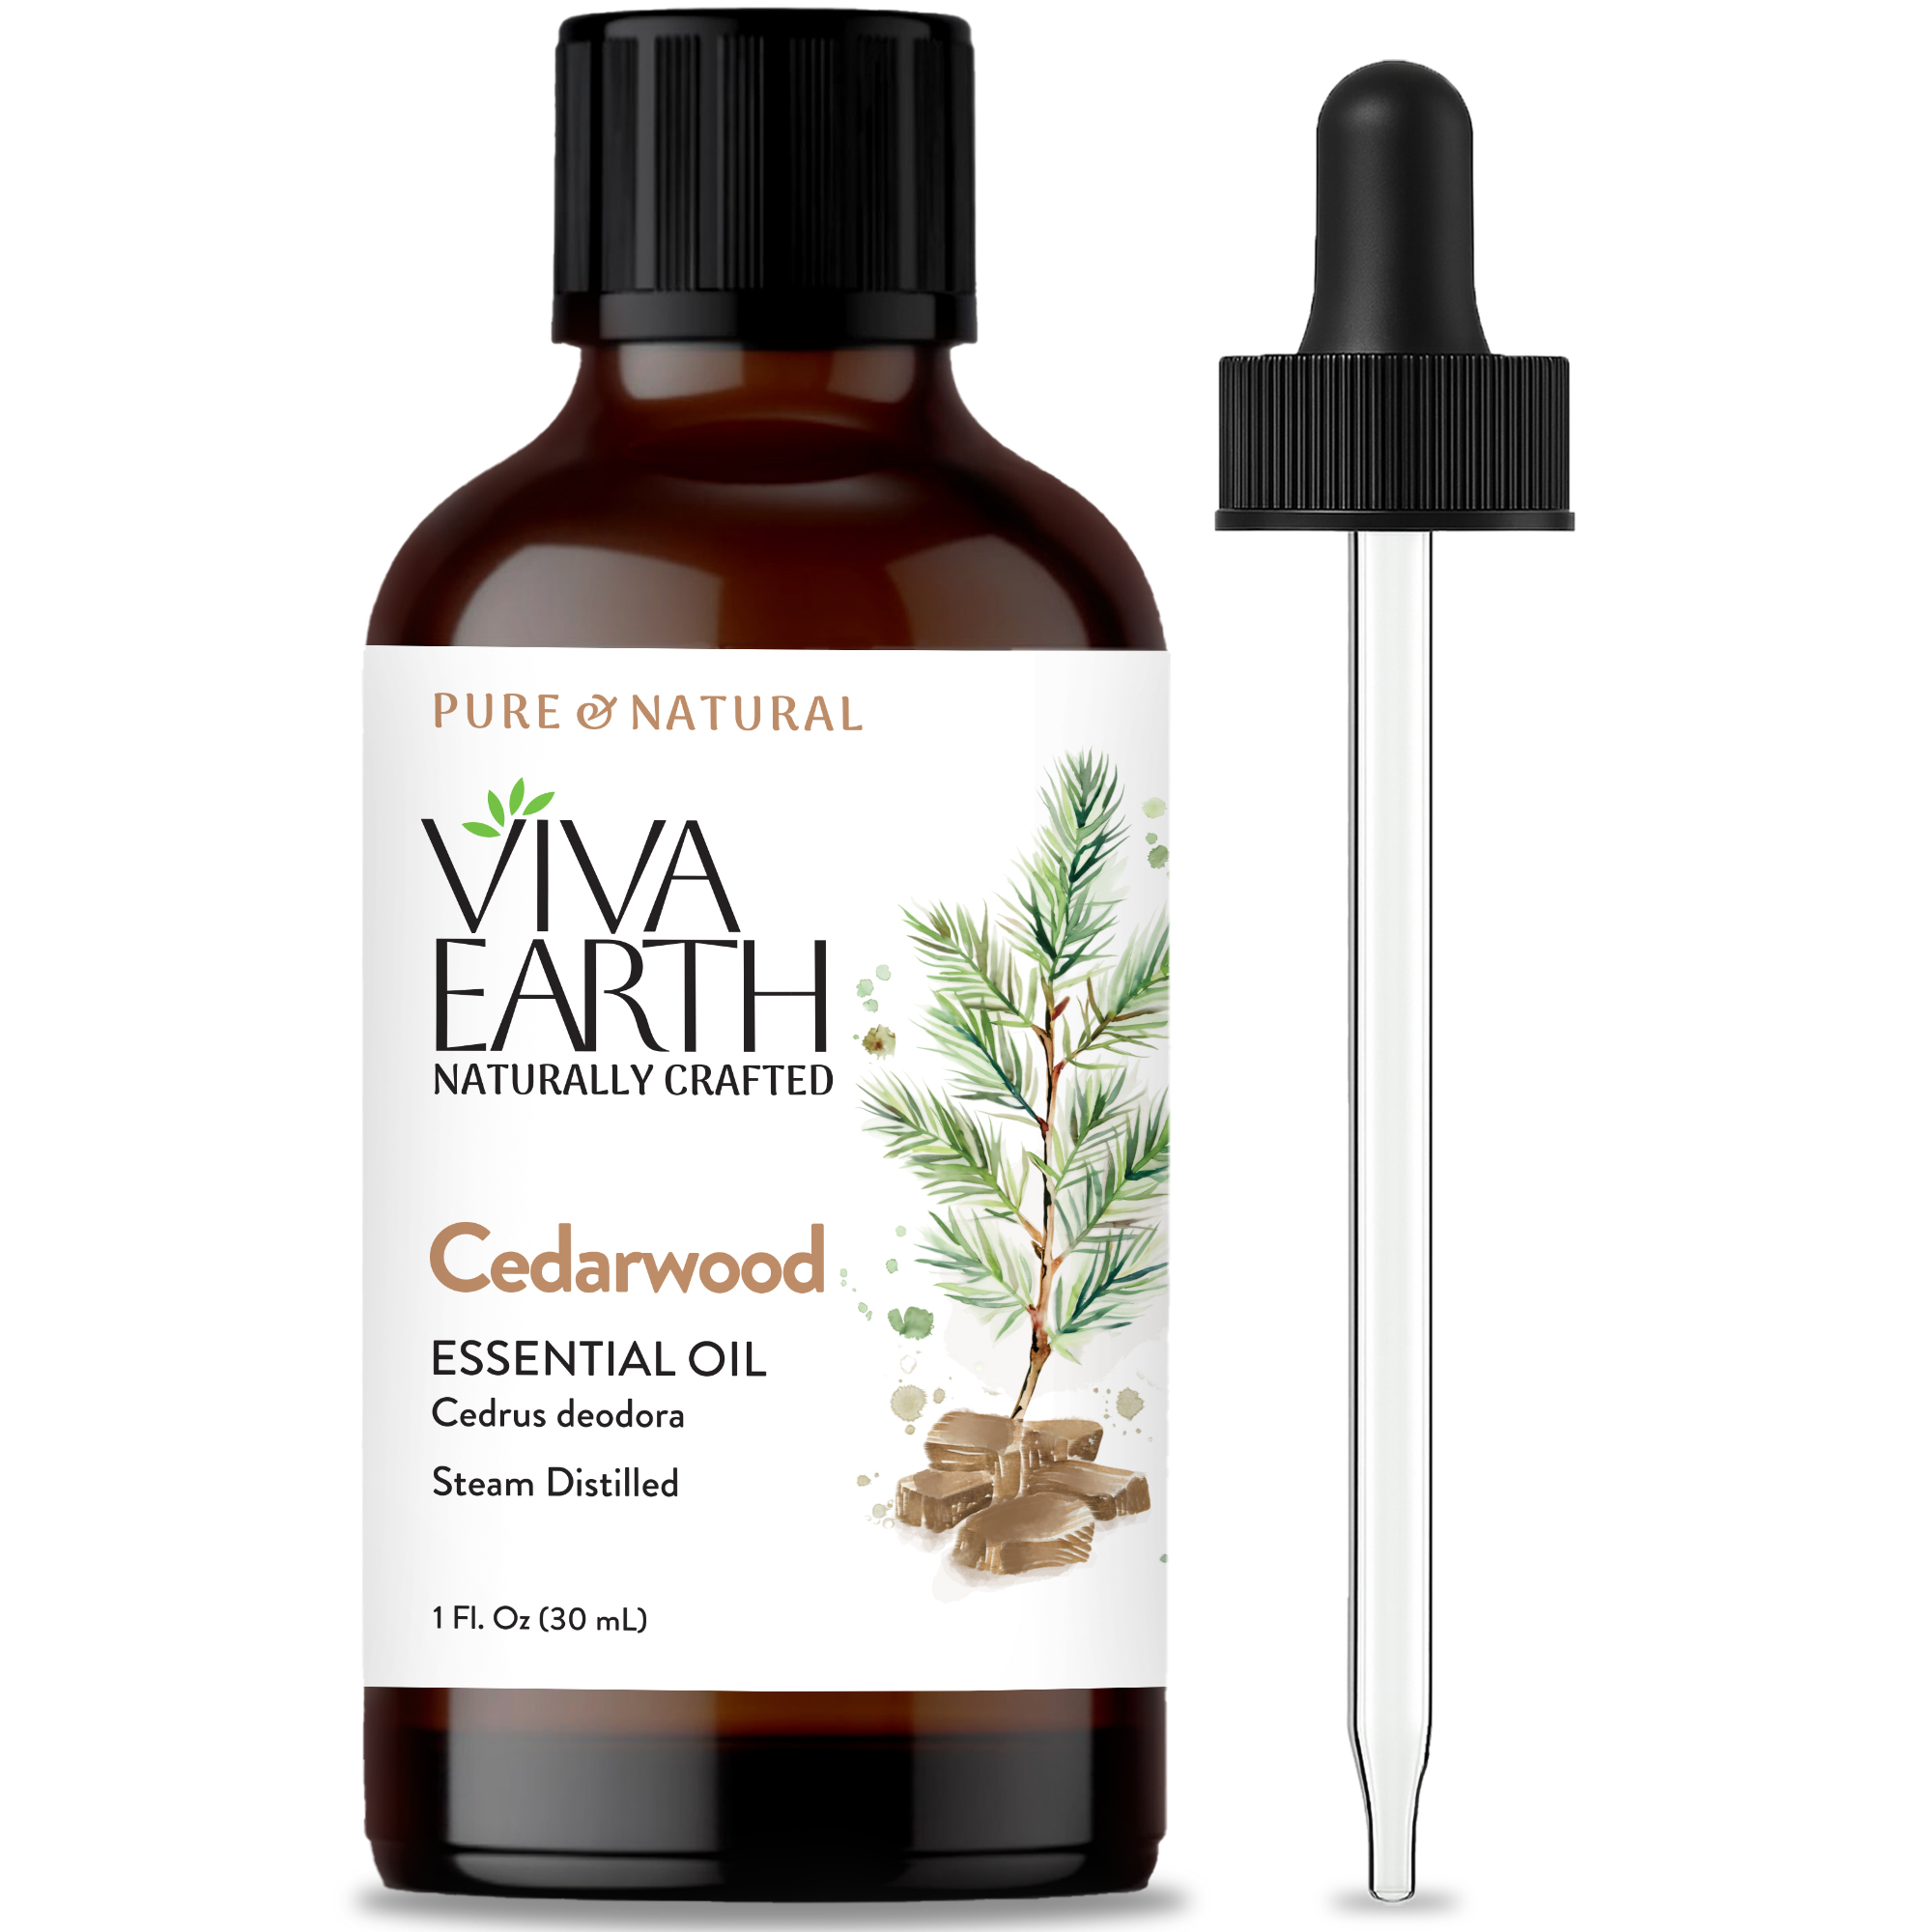 PURE & NATURAL
VIVA
EARTH
NATURALLY CRAFTED
Cedarwood
ESSENTIAL OIL
Cedrus deodora
Steam Distilled
1 Fl. Oz (30 mL)